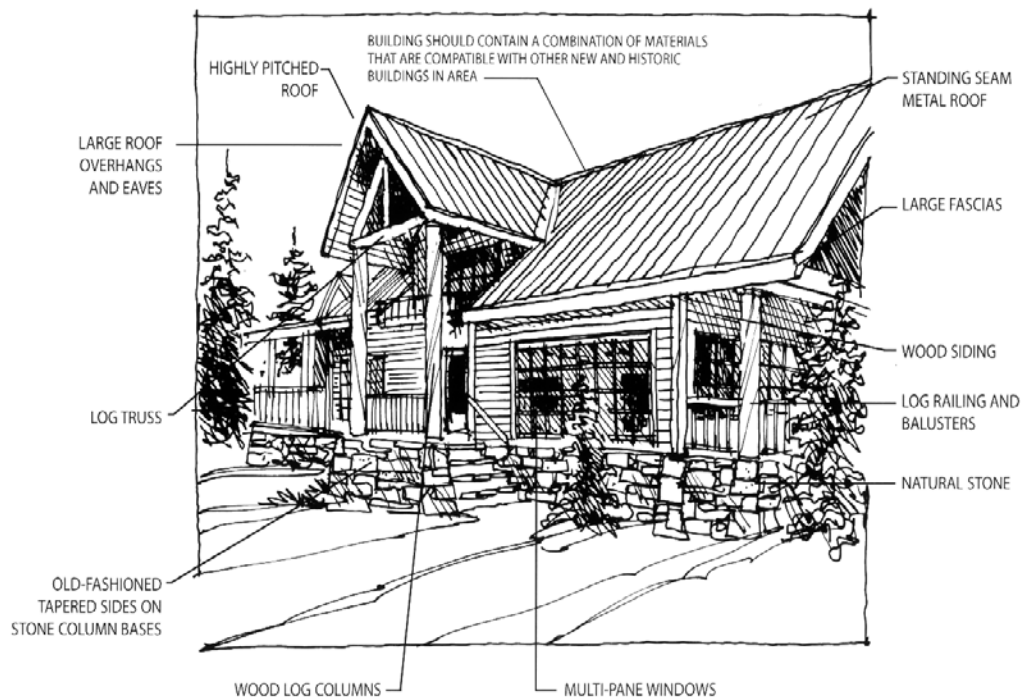 BUILDING SHOULD CONTAIN A COMBINATION OF MATERIALS
THAT ARE COMPATIBLE WITH OTHER NEW AND HISTORIC
BUILDINGS IN AREA
HIGHLY PITCHED
ROOF
STANDING SEAM
METAL ROOF
LARGE ROOF
OVERHANGS
AND EAVES
LARGE FASCIAS
WOOD SIDING
LOG TRUSS
LOG RAILING AND
BALUSTERS
NATURAL STONE
OLD-FASHIONED
TAPERED SIDES ON
STONE COLUMN BASES
WOOD LOG COLUMNS
MULTI-PANE WINDOWS